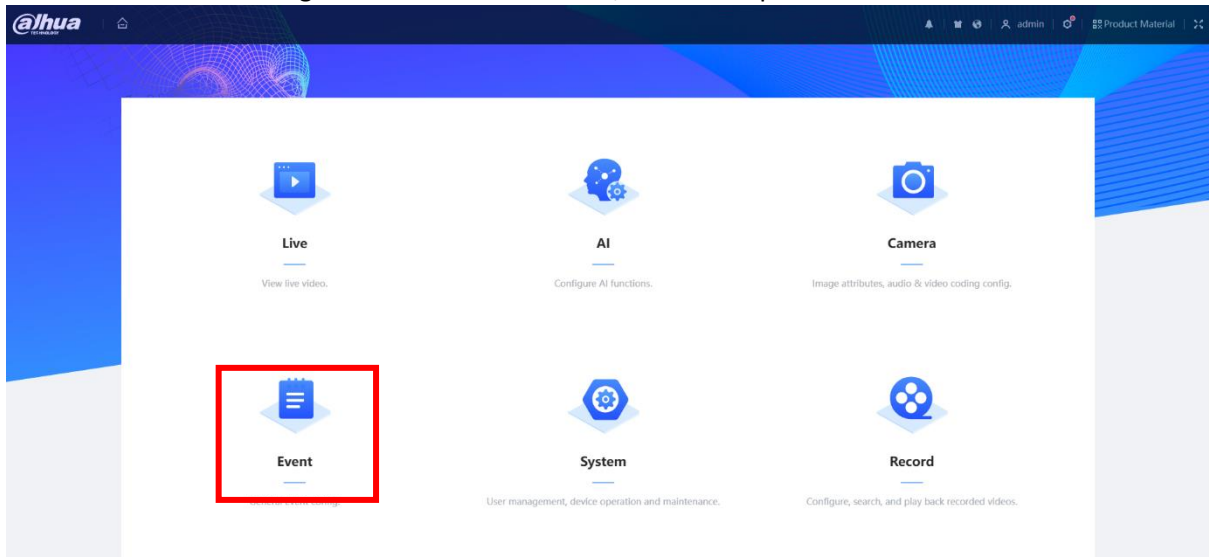 alhua
TECHNOLOGY
admin
Product Material
Live
View live video.
AI
Configure AI functions.
Camera
Image attributes, audio & video coding config.
Event
System
User management, device operation and maintenance.
Record
Configure, search, and play back recorded videos.